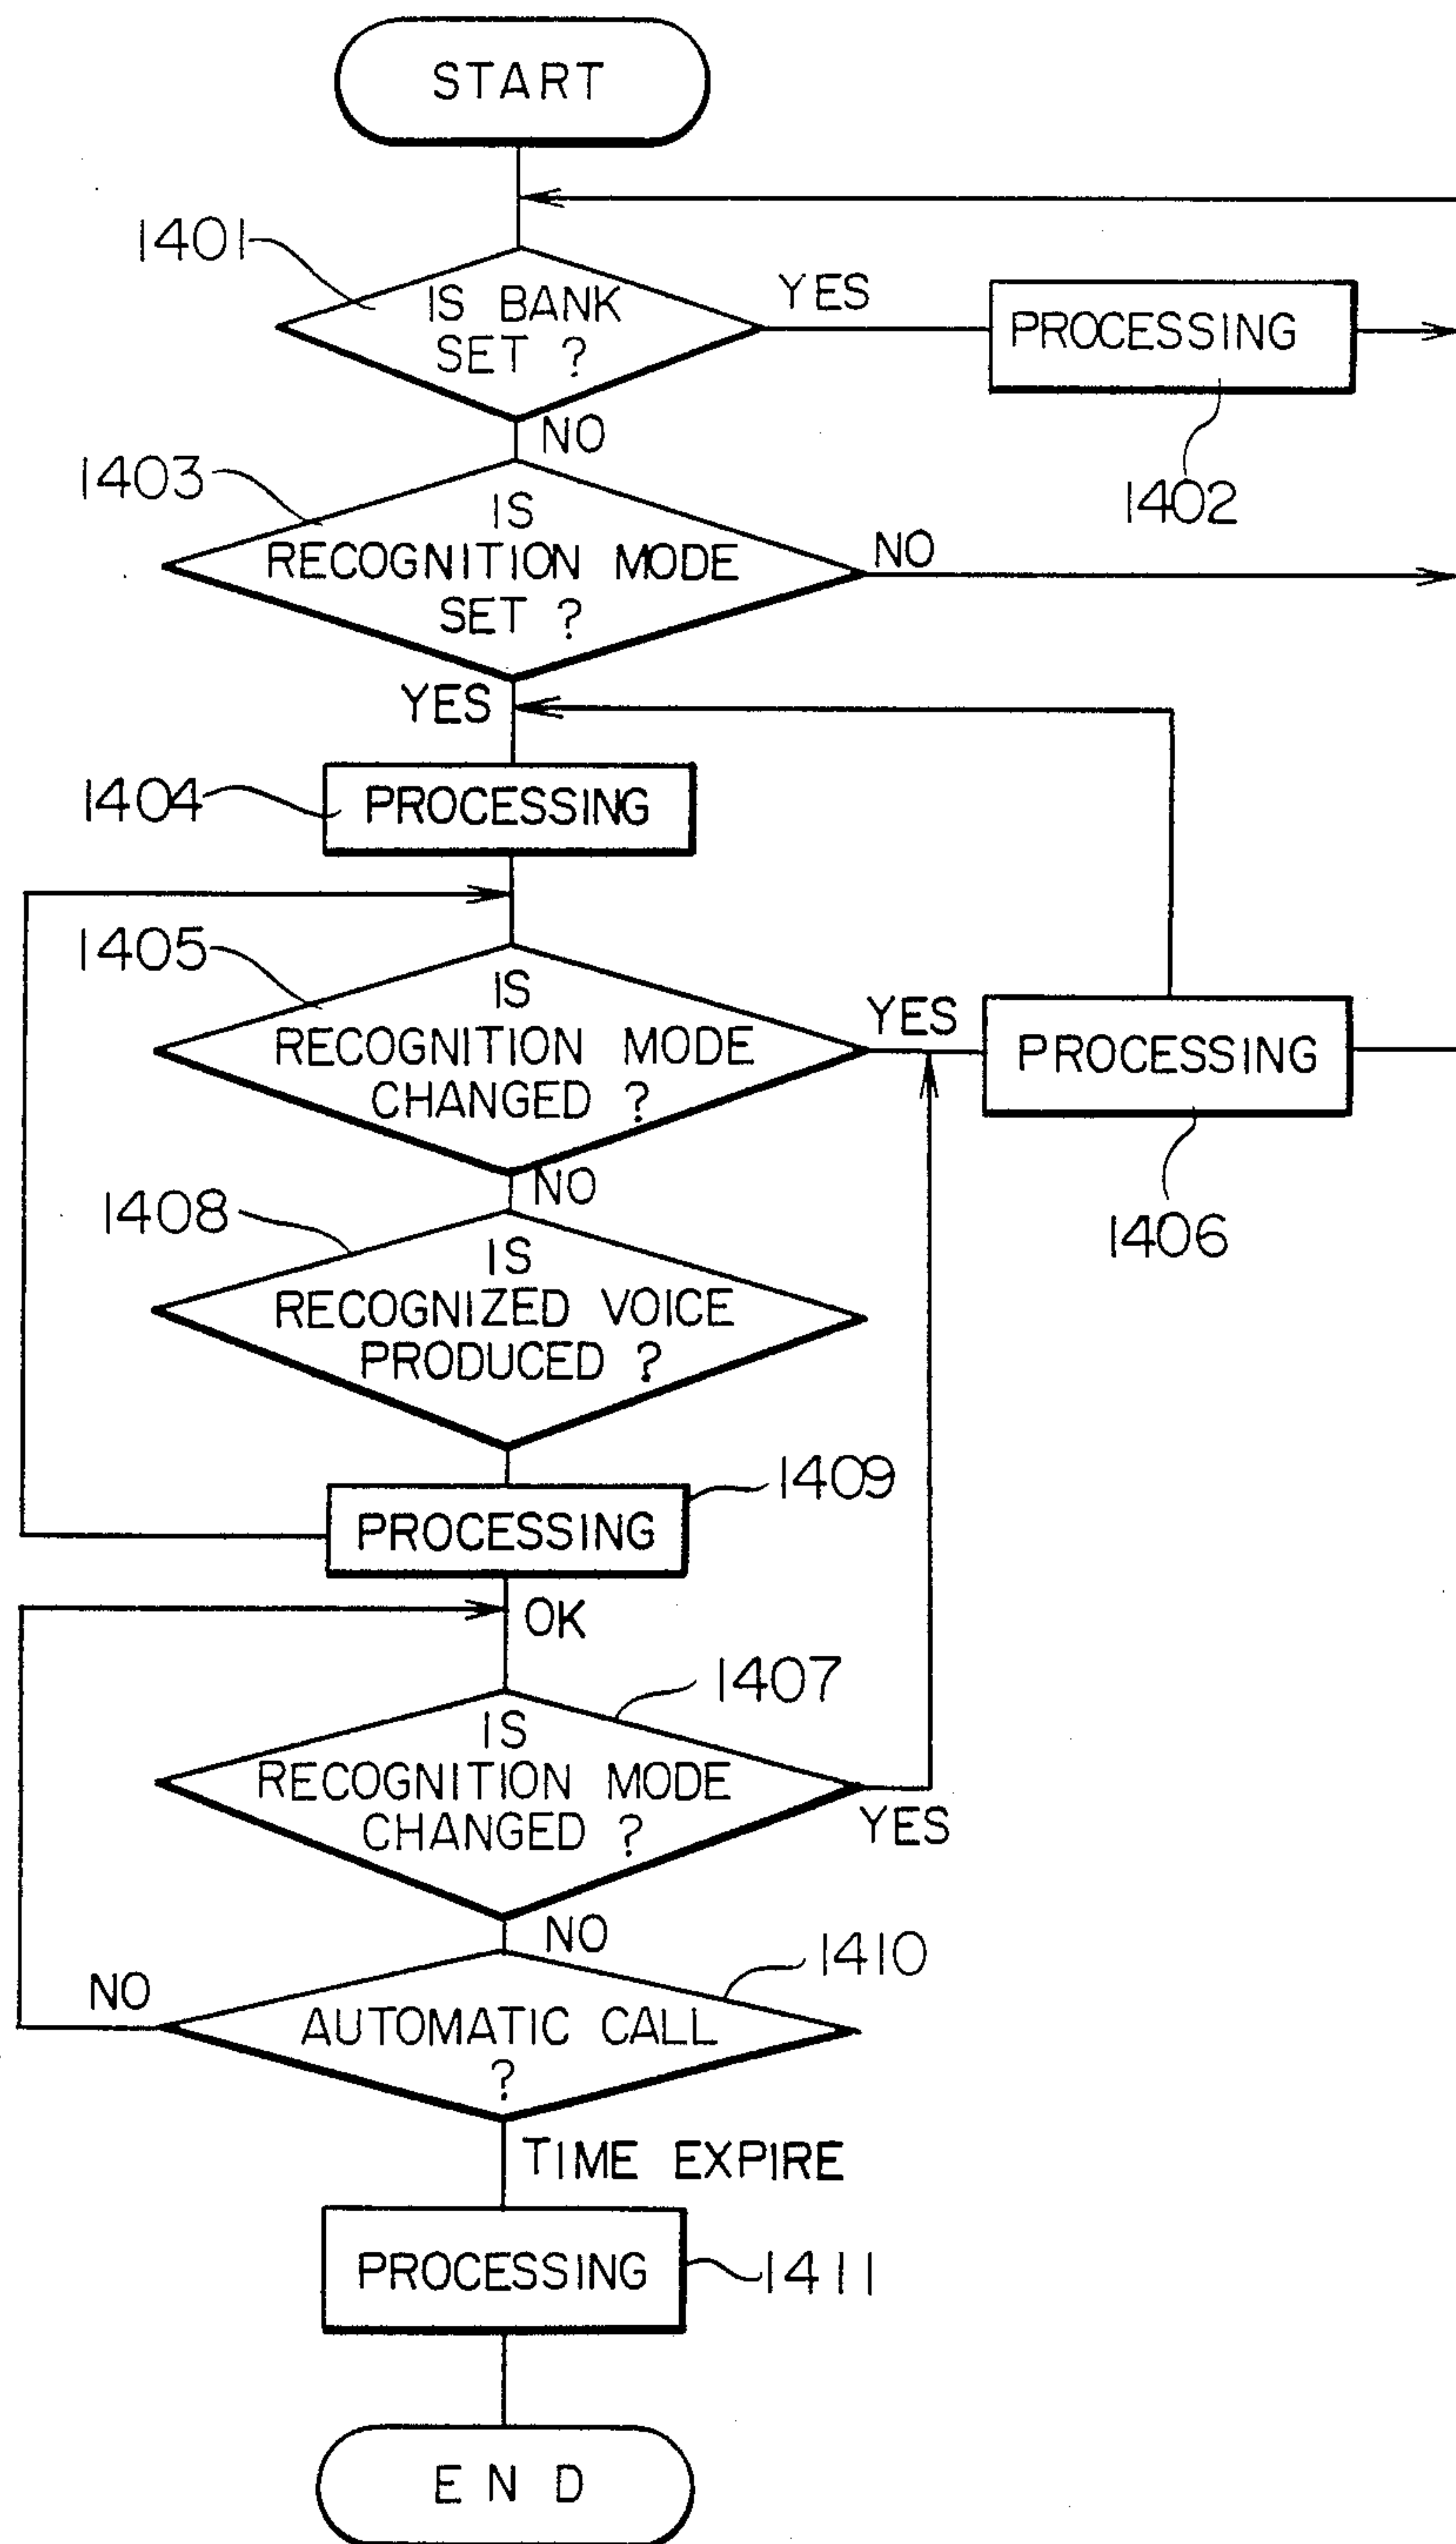 START
1401
IS BANK
SET ?
YES
PROCESSING
1402
NO
1403
IS
RECOGNITION MODE
SET ?
NO
YES
1404
PROCESSING
1405
IS
RECOGNITION MODE
CHANGED ?
YES
PROCESSING
1406
NO
1408
IS
RECOGNIZED VOICE
PRODUCED ?
1409
PROCESSING
OK
1407
IS
RECOGNITION MODE
CHANGED ?
YES
NO
1410
NO
AUTOMATIC CALL
?
TIME EXPIRE
PROCESSING
1411
END